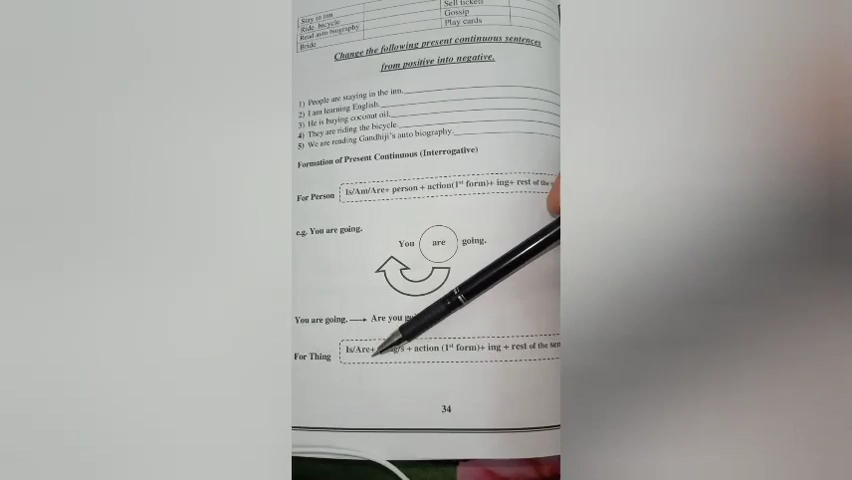 Stay in inn
Sell tickets
Ride bicycle
Gossip
Read auto biography
Play cards
Bride
Change the following present continuous sentences
from positive into negative.
1) People are staying in the inn.
2) I am learning English.
3) He is buying coconut oil.
4) They are riding the bicycle.
5) We are reading Gandhiji's auto biography.
Formation of Present Continuous (Interrogative)
For Person
Is/Am/Are+ person + action(1st form)+ ing+ rest of the
e.g. You are going.
You are going.
You are going. → Are you
For Thing
Is/Are+ + action (1st form)+ ing + rest of the sen
34